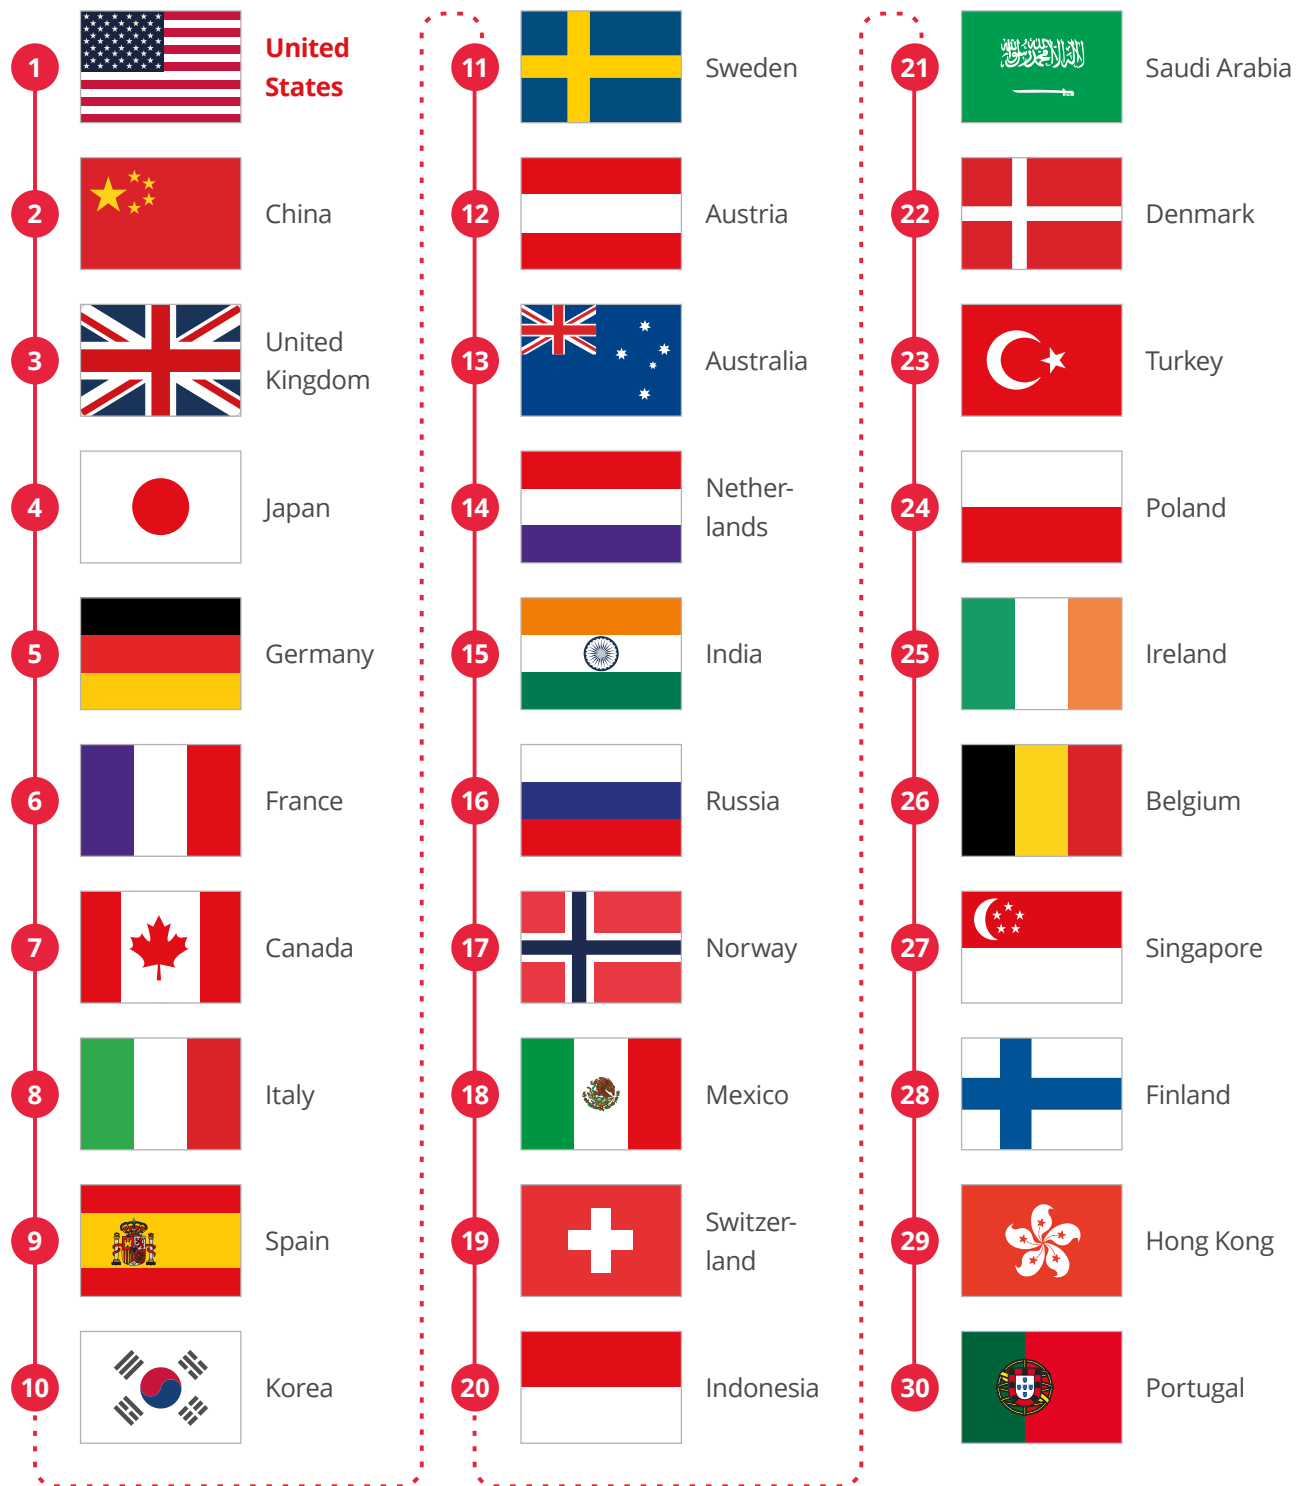 1
United
States
2
China
3
United
Kingdom
4
Japan
5
Germany
6
France
7
Canada
8
Italy
9
Spain
10
Korea
11
Sweden
12
Austria
13
Australia
14
Nether-
lands
15
India
16
Russia
17
Norway
18
Mexico
19
Switzer-
land
20
Indonesia
21
Saudi Arabia
22
Denmark
23
Turkey
24
Poland
25
Ireland
26
Belgium
27
Singapore
28
Finland
29
Hong Kong
30
Portugal